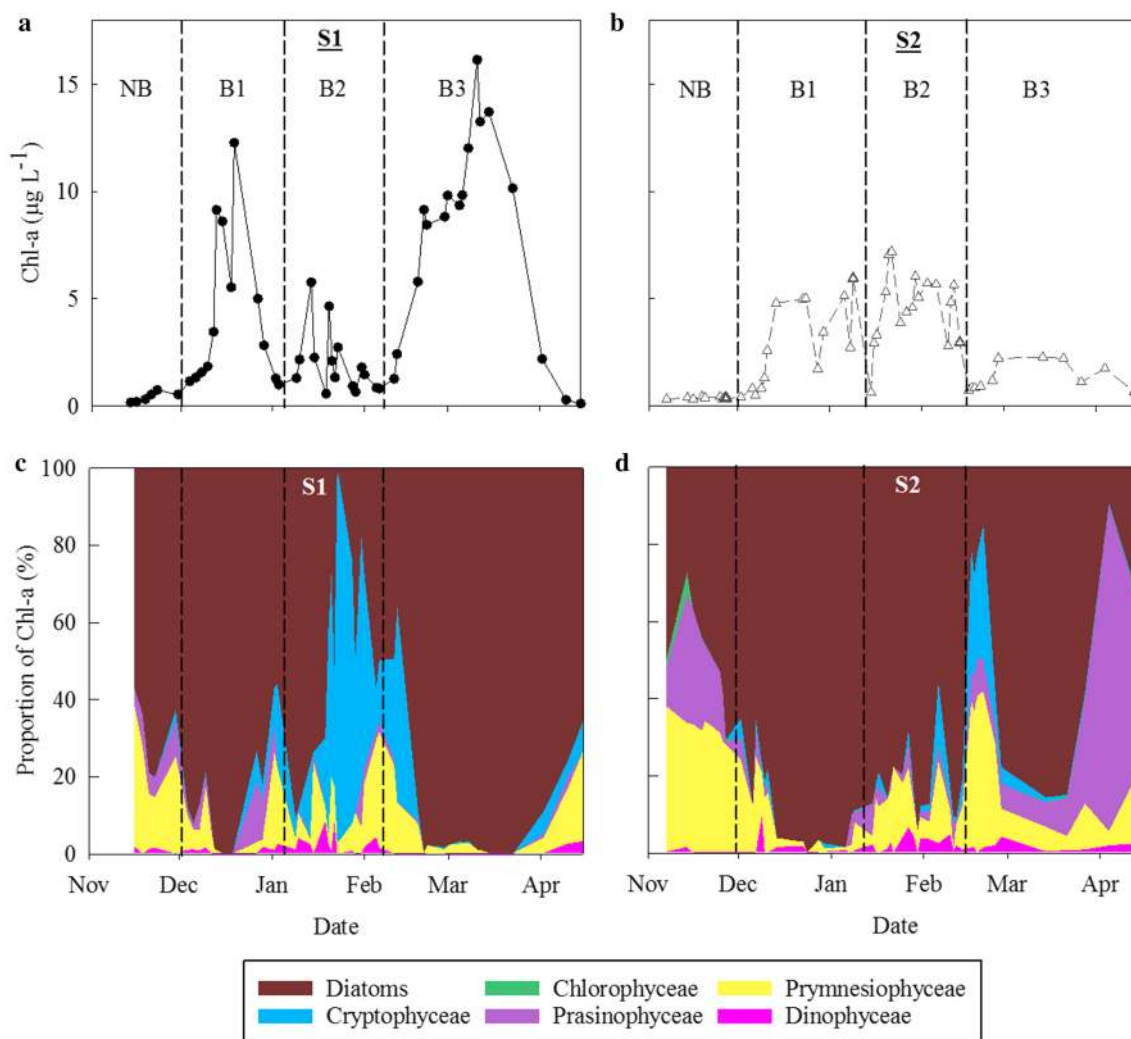 a
S1
NB
B1
B2
B3
b
S2
NB
B1
B2
B3
15
10
5
0
Chl-a (µg L⁻¹)
c
S1
d
S2
100
80
60
40
20
0
Proportion of Chl-a (%)
Nov Dec Jan Feb Mar Apr
Nov Dec Jan Feb Mar Apr
Date
Date
Diatoms Chlorophyceae Prymnesiophyceae
Cryptophyceae Prasinophyceae Dinophyceae